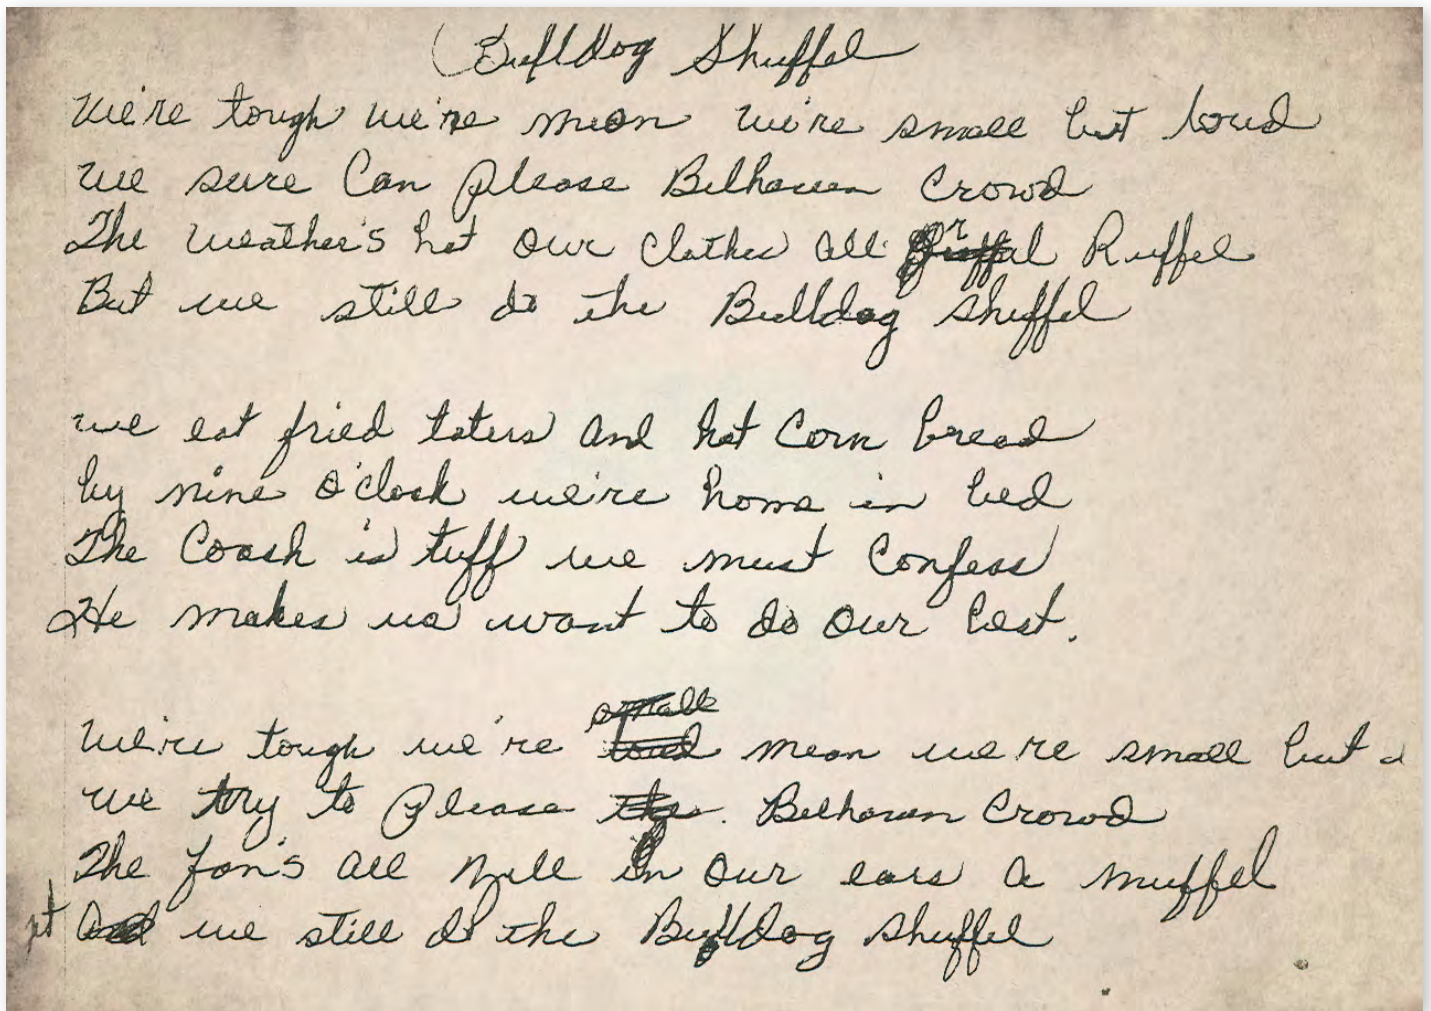 (Bulldog Shuffel
We're tough we're mean we're small but loud
we sure Can please Belhaven Crowd
The Weather's hot our clothes all Ruffel
But we still do the Bulldog Shuffel
we eat fried taters and hot Corn bread
by nine o'clock we're home in bed
The Coach is tuff we must Confess
He makes us want to do our best.
small
We're tough we're loud mean we're small but
we try to please the Belhaven Crowd
The fan's all yell in our ears a muffel
yet and we still do the Bulldog Shuffel